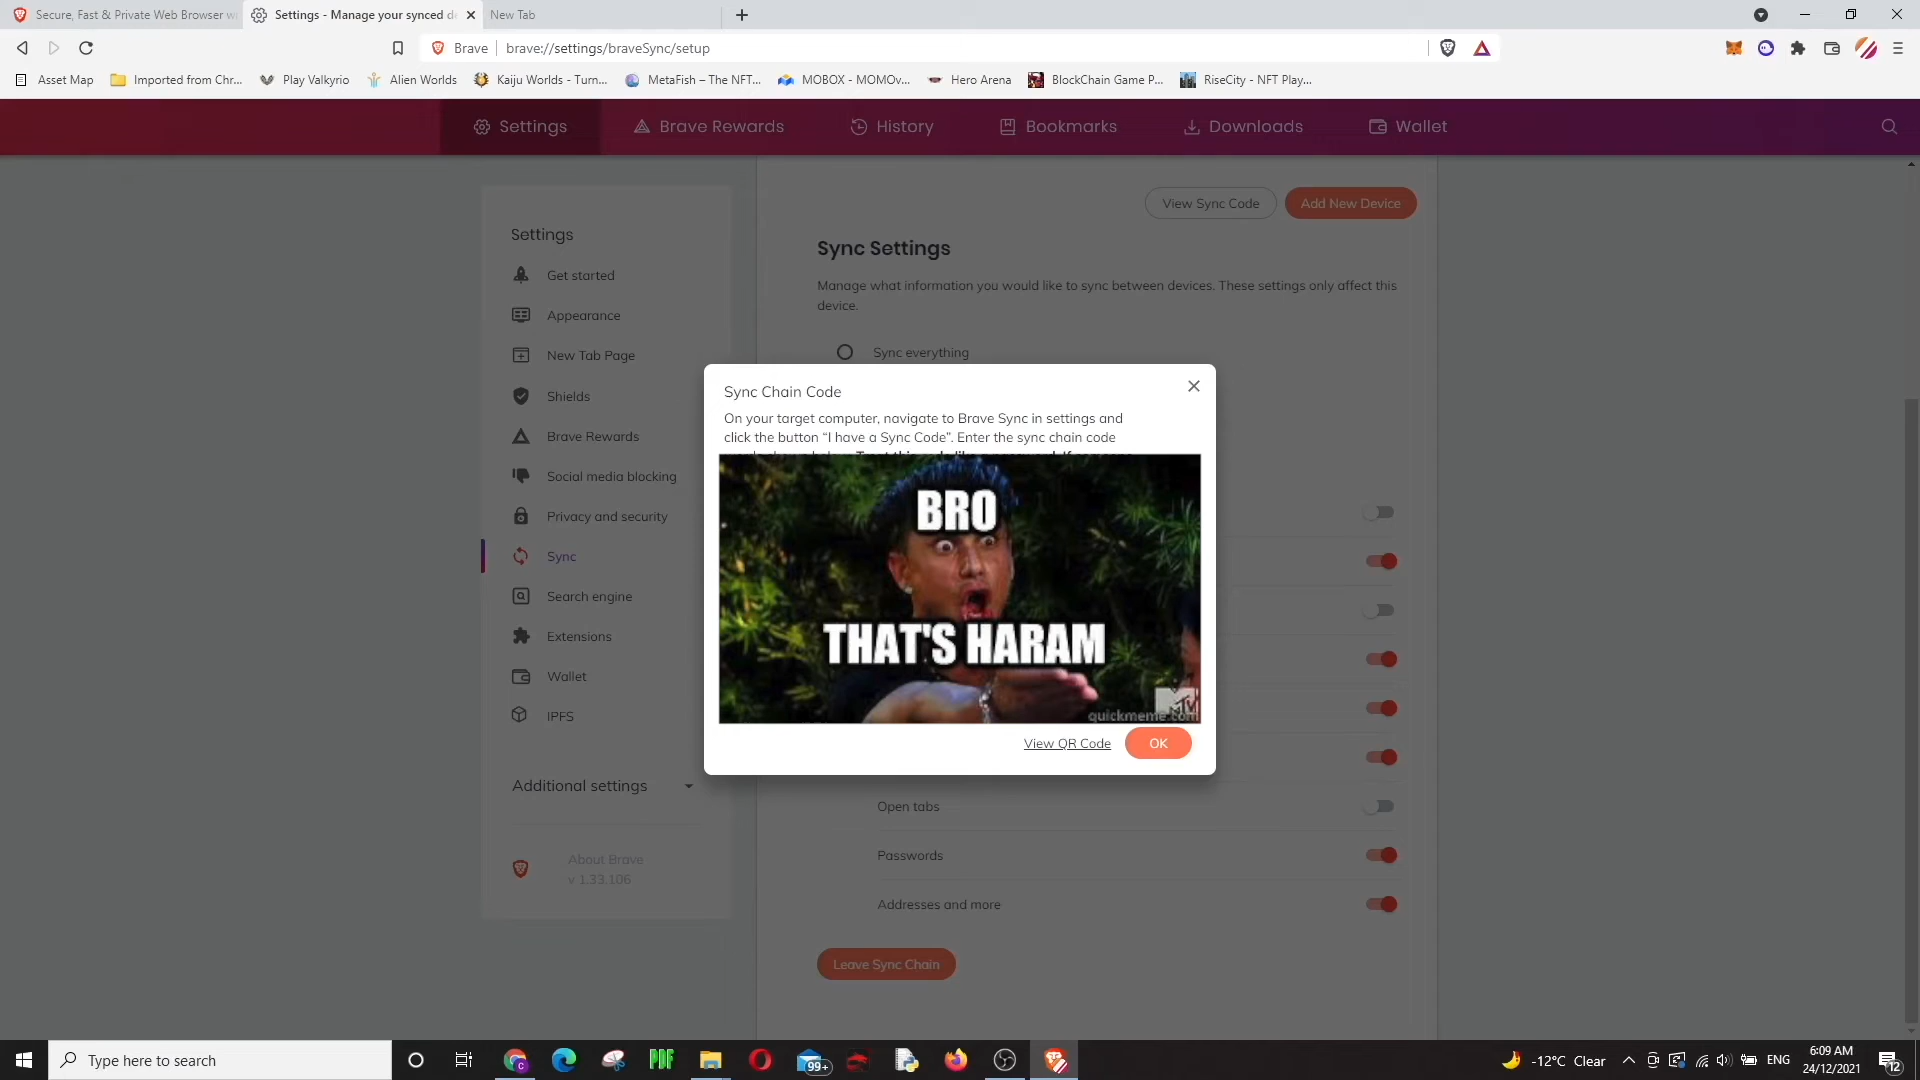 Secure, Fast & Private Web Browser w
Settings - Manage your synced de
New Tab
Brave
brave://settings/braveSync/setup
Asset Map
Imported from Chr...
Play Valkyrio
Alien Worlds
Kaiju Worlds - Turn...
MetaFish – The NFT...
MOBOX - MOMOv...
Hero Arena
BlockChain Game P...
RiseCity - NFT Play...
Settings
Brave Rewards
History
Bookmarks
Downloads
Wallet
View Sync Code
Add New Device
Settings
Get started
Appearance
New Tab Page
Shields
Brave Rewards
Social media blocking
Privacy and security
Sync
Search engine
Extensions
Wallet
IPFS
Additional settings
About Brave
v 1.33.106
Sync Settings
Manage what information you would like to sync between devices. These settings only affect this
device.
Sync everything
Sync Chain Code
On your target computer, navigate to Brave Sync in settings and
click the button “I have a Sync Code”. Enter the sync chain code
BRO
THAT'S HARAM
MTV
quickmeme.com
View QR Code
OK
Open tabs
Passwords
Addresses and more
Leave Sync Chain
Type here to search
99+
-12°C Clear
ENG
6:09 AM
24/12/2021
12